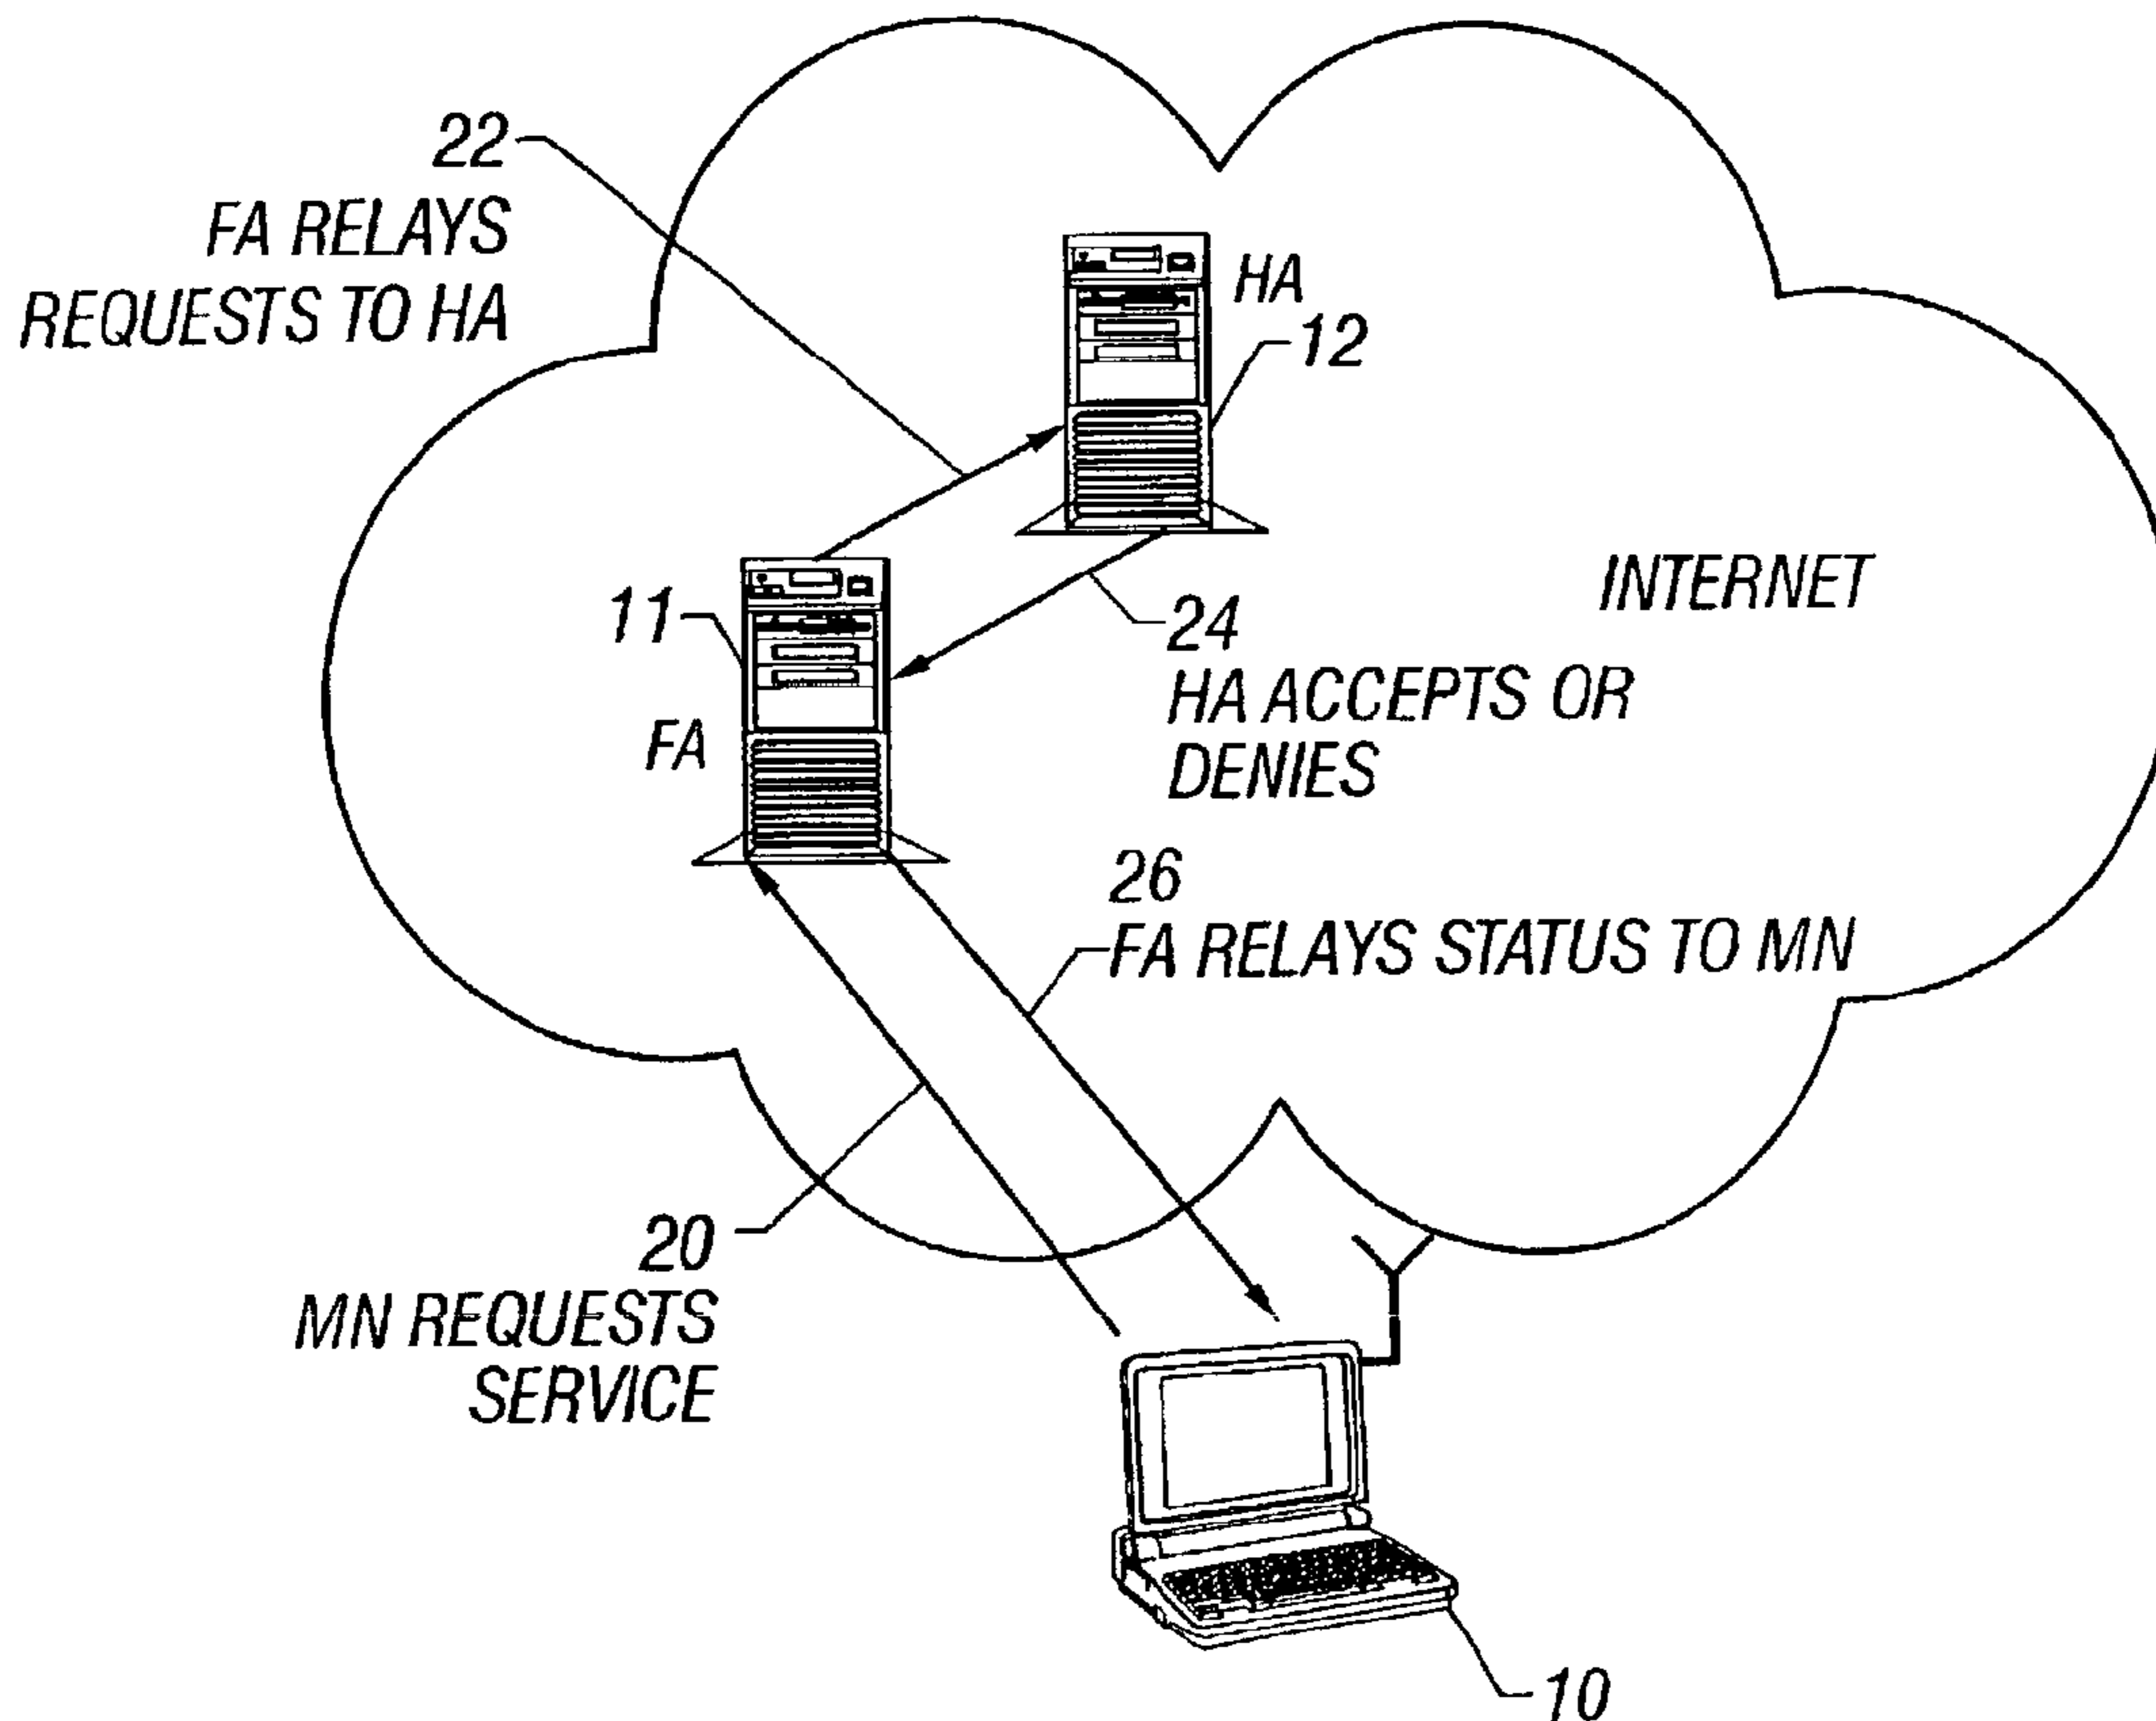 22
FA RELAYS
REQUESTS TO HA
HA
12
11
FA
INTERNET
24
HA ACCEPTS OR
DENIES
26
FA RELAYS STATUS TO MN
20
MN REQUESTS
SERVICE
10